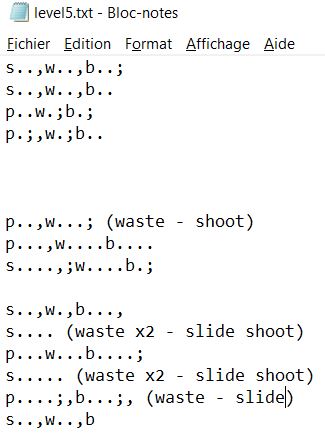 level5.txt - Bloc-notes
Fichier Edition Format Affichage Aide
s..,w..,b..;
s..,w..,b..
p..w.;b.;
p.;,w.;b..
p..,w...; (waste - shoot)
p...,w....b....
s....,;w....b.;
s..,w.,b...,
s.... (waste x2 - slide shoot)
p...w...b....;
s..... (waste x2 - slide shoot)
p....;,b...;, (waste - slide)
s..,w..,b